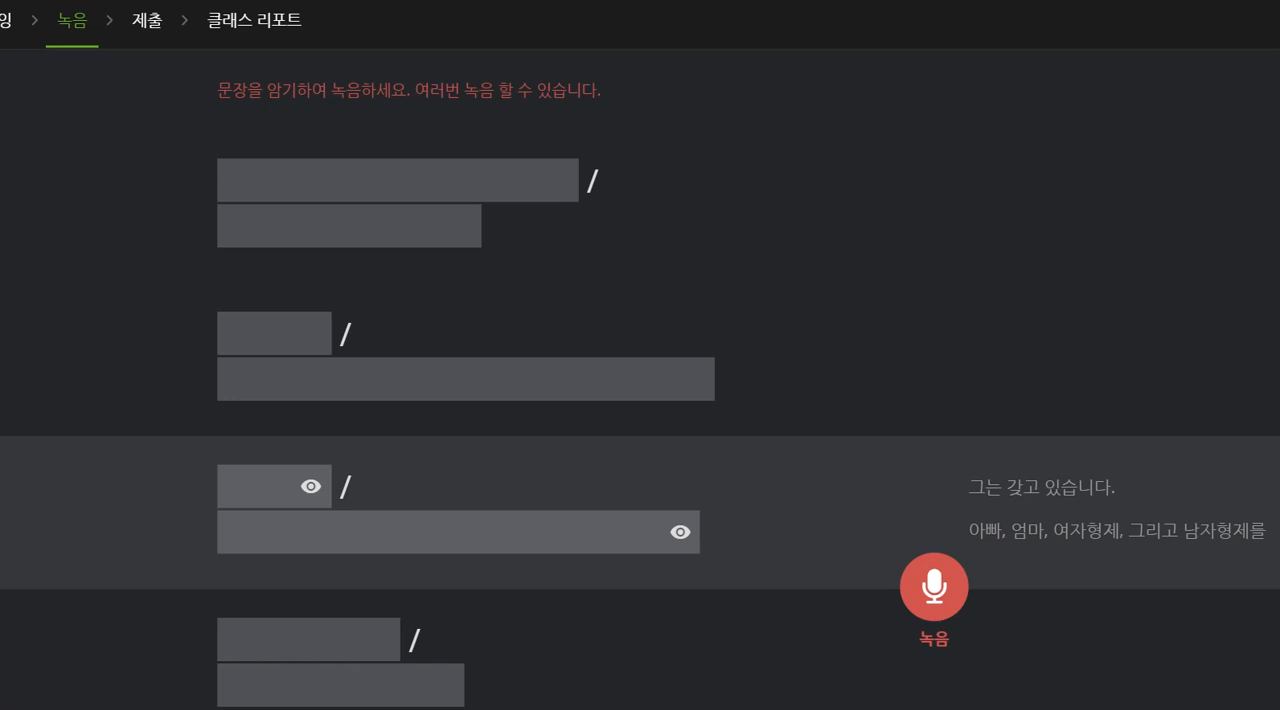 잉 > 녹음 > 제출 > 클래스 리포트
문장을 암기하여 녹음하세요. 여러번 녹음 할 수 있습니다.
/
/
/
그는 갖고 있습니다.
아빠, 엄마, 여자형제, 그리고 남자형제를
녹음
/